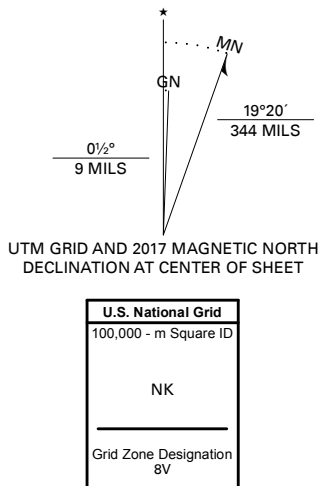 ★
MN
GN
19°20´
344 MILS
0½°
9 MILS
UTM GRID AND 2017 MAGNETIC NORTH
DECLINATION AT CENTER OF SHEET
U.S. National Grid
100,000 - m Square ID
NK
Grid Zone Designation
8V